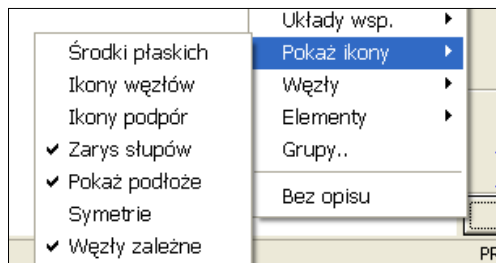 Układy wsp.
Pokaż ikony
Węzły
Elementy
Grupy..
Bez opisu
Środki płaskich
Ikony węzłów
Ikony podpór
Zarys słupów
Pokaż podłoże
Symetrie
Węzły zależne
PR